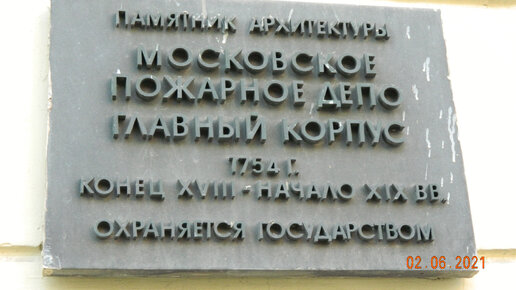 ПАМЯТНИК АРХИТЕКТУРЫ
МОСКОВСКОЕ
ПОЖАРНОЕ ДЕПО
ГЛАВНЫЙ КОРПУС
1754 Г.
КОНЕЦ XVIII - НАЧАЛО XIX ВВ.
ОХРАНЯЕТСЯ ГОСУДАРСТВОМ
02.06.2021